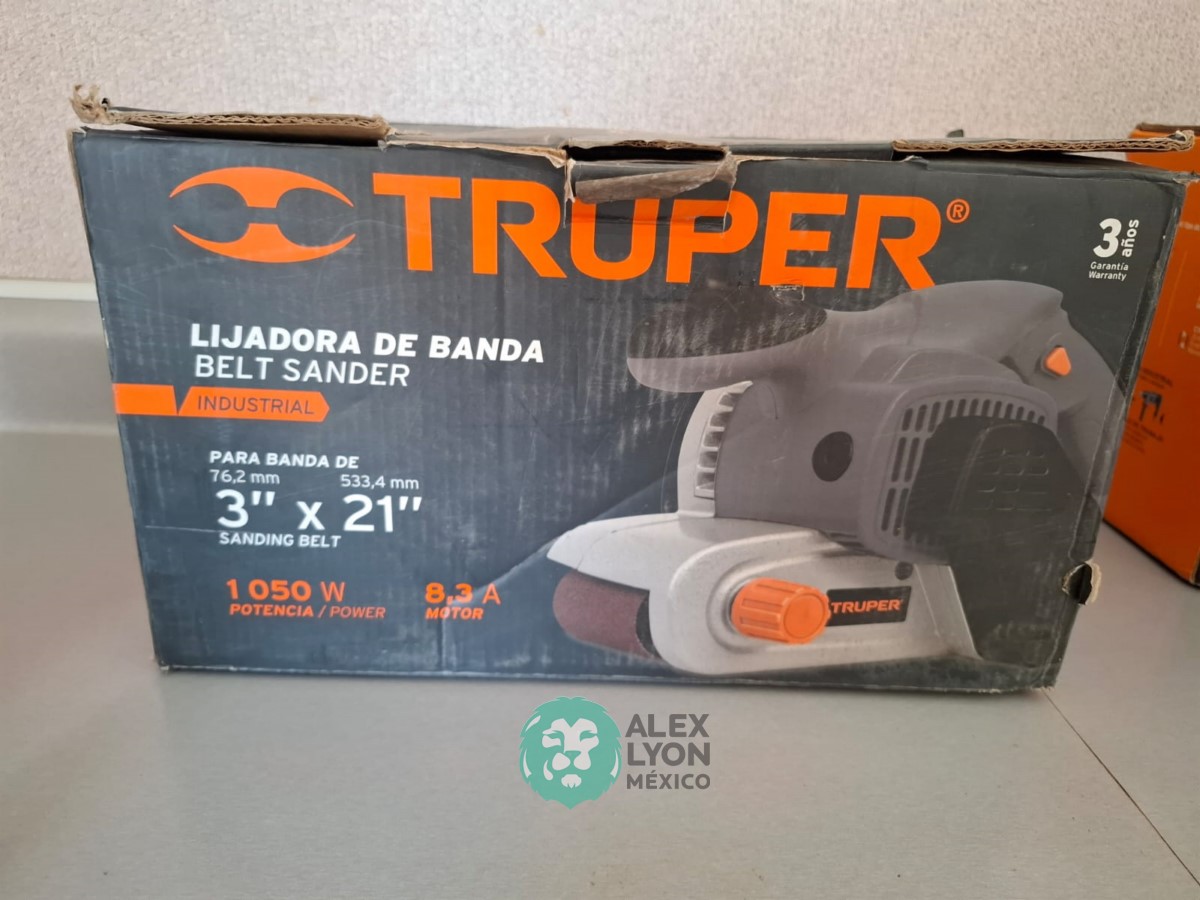 TRUPER®
3 años
Garantía
Warranty
LIJADORA DE BANDA
BELT SANDER
INDUSTRIAL
PARA BANDA DE
76,2 mm 533,4 mm
3" x 21"
SANDING BELT
1 050 W
POTENCIA / POWER
8,3 A
MOTOR
TRUPER®
ALEX
LYON
MÉXICO